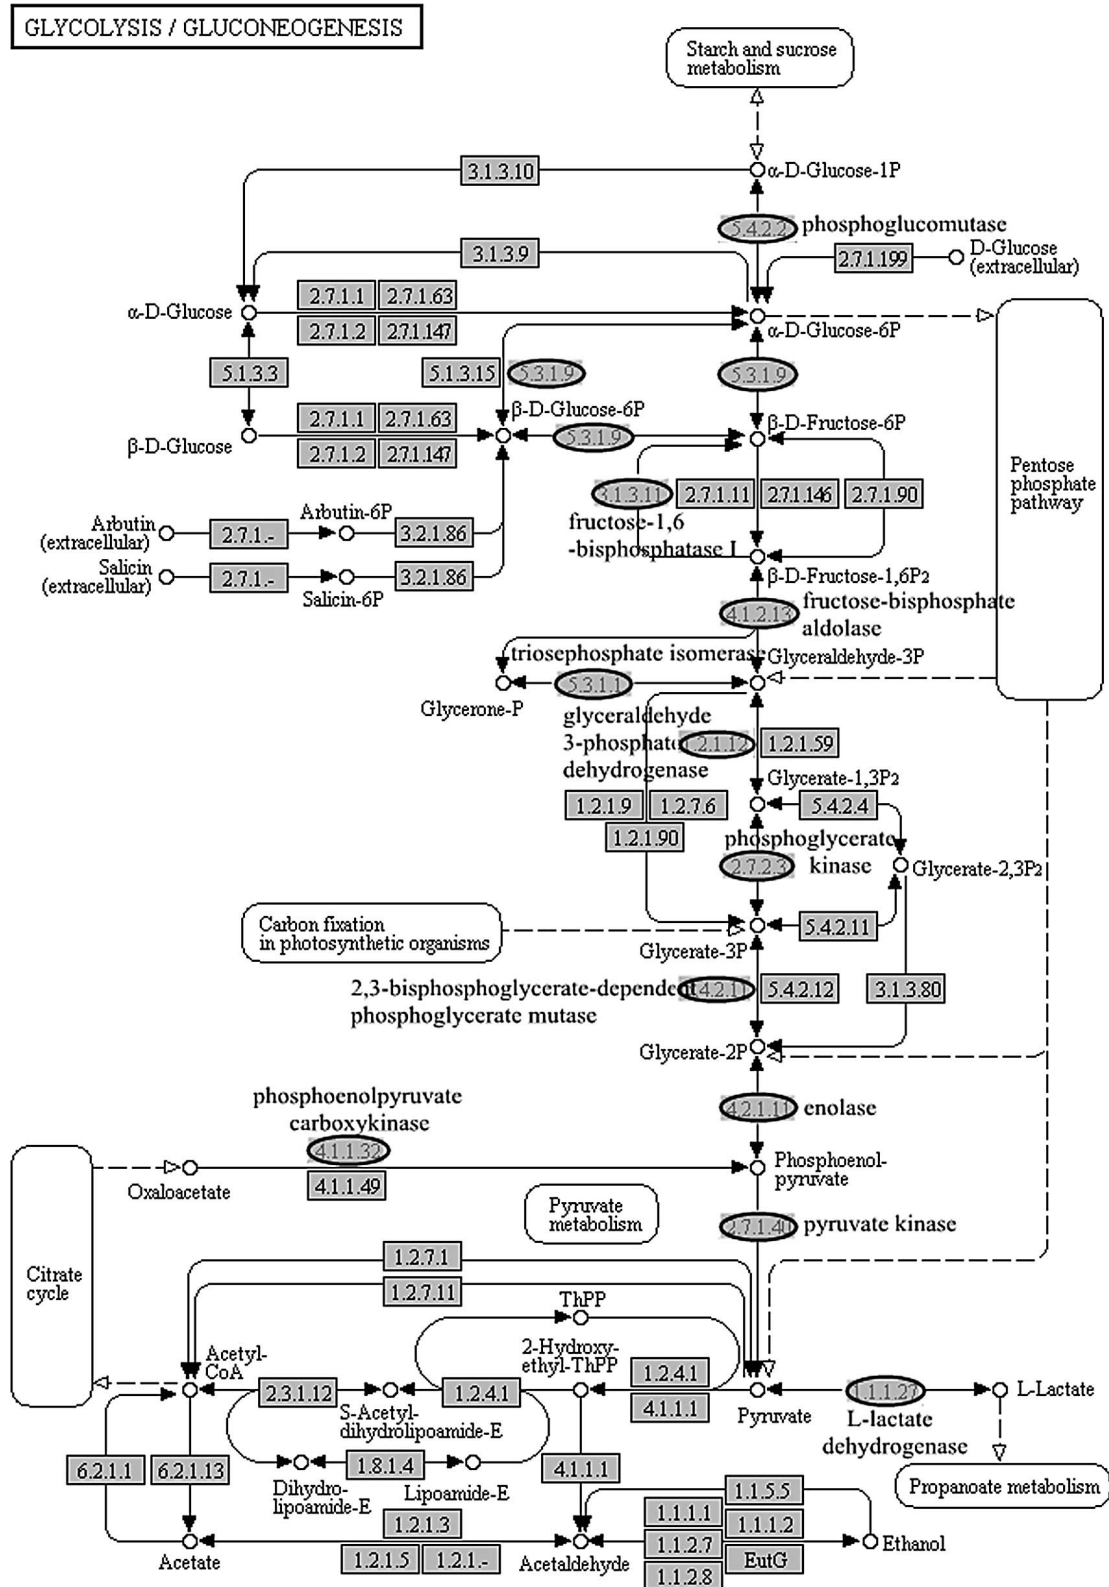 GLYCOLYSIS / GLUCONEOGENESIS
Starch and sucrose
metabolism
3.1.3.10
α-D-Glucose-1P
5.4.2.2
phosphoglucomutase
3.1.3.9
2.7.1.199
D-Glucose
(extracellular)
2.7.1.1
2.7.1.63
α-D-Glucose
2.7.1.2
2.7.1.147
α-D-Glucose-6P
5.1.3.3
5.1.3.15
5.3.1.9
5.3.1.9
β-D-Glucose-6P
2.7.1.1
2.7.1.63
β-D-Fructose-6P
β-D-Glucose
5.3.1.9
2.7.1.2
2.7.1.147
Pentose
phosphate
pathway
3.1.3.11
2.7.1.11
2.7.1.146
2.7.1.90
Arbutin-6P
Arbutin
(extracellular)
2.7.1.-
3.2.1.86
fructose-1,6
-bisphosphatase I
Salicin
(extracellular)
2.7.1.-
3.2.1.86
Salicin-6P
β-D-Fructose-1,6P2
4.1.2.13
fructose-bisphosphate
aldolase
triosephosphate isomerase
Glyceraldehyde-3P
5.3.1.1
Glycerone-P
glyceraldehyde
3-phosphate
dehydrogenase
1.2.1.12
1.2.1.59
Glycerate-1,3P2
1.2.1.9
1.2.7.6
5.4.2.4
1.2.1.90
phosphoglycerate
kinase
2.7.2.3
Glycerate-2,3P2
Carbon fixation
in photosynthetic organisms
5.4.2.11
Glycerate-3P
2,3-bisphosphoglycerate-dependent
phosphoglycerate mutase
4.2.11
5.4.2.12
3.1.3.80
Glycerate-2P
phosphoenolpyruvate
carboxykinase
4.2.1.11
enolase
4.1.1.32
Oxaloacetate
4.1.1.49
Phosphoenol-
pyruvate
Pyruvate
metabolism
2.7.1.40
pyruvate kinase
1.2.7.1
Citrate
cycle
1.2.7.11
ThPP
Acetyl-
CoA
2-Hydroxy-
ethyl-ThPP
2.3.1.12
1.2.4.1
1.2.4.1
1.1.1.27
L-Lactate
S-Acetyl-
dihydrolipoamide-E
4.1.1.1
Pyruvate
L-lactate
dehydrogenase
6.2.1.1
6.2.1.13
1.8.1.4
4.1.1.1
Dihydro-
lipoamide-E
Lipoamide-E
Propanoate metabolism
1.1.5.5
1.2.1.3
1.1.1.1
1.1.1.2
Acetate
1.2.1.5
1.2.1.-
Acetaldehyde
1.1.2.7
EutG
1.1.2.8
Ethanol